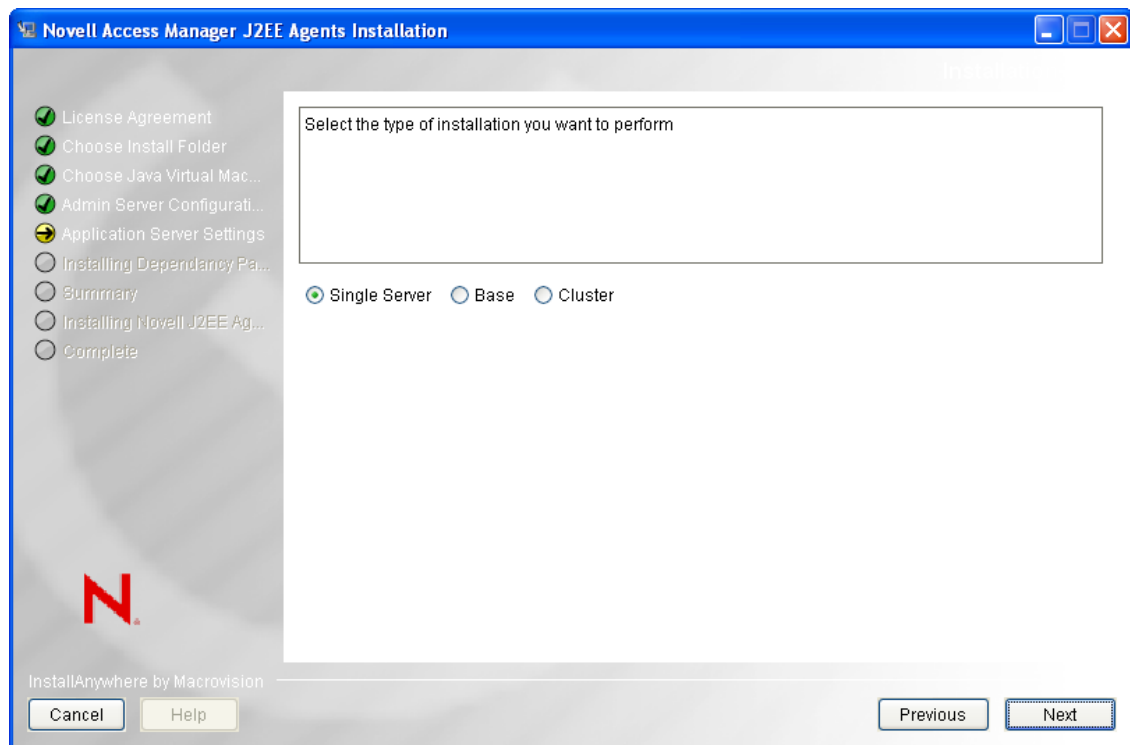 Novell Access Manager J2EE Agents Installation
License Agreement
Choose Install Folder
Choose Java Virtual Mac...
Admin Server Configurati...
Application Server Settings
Installing Dependancy Pa...
Summary
Installing Novell J2EE Ag...
Complete
Select the type of installation you want to perform
Single Server Base Cluster
N
InstallAnywhere by Macrovision
Cancel Help Previous Next